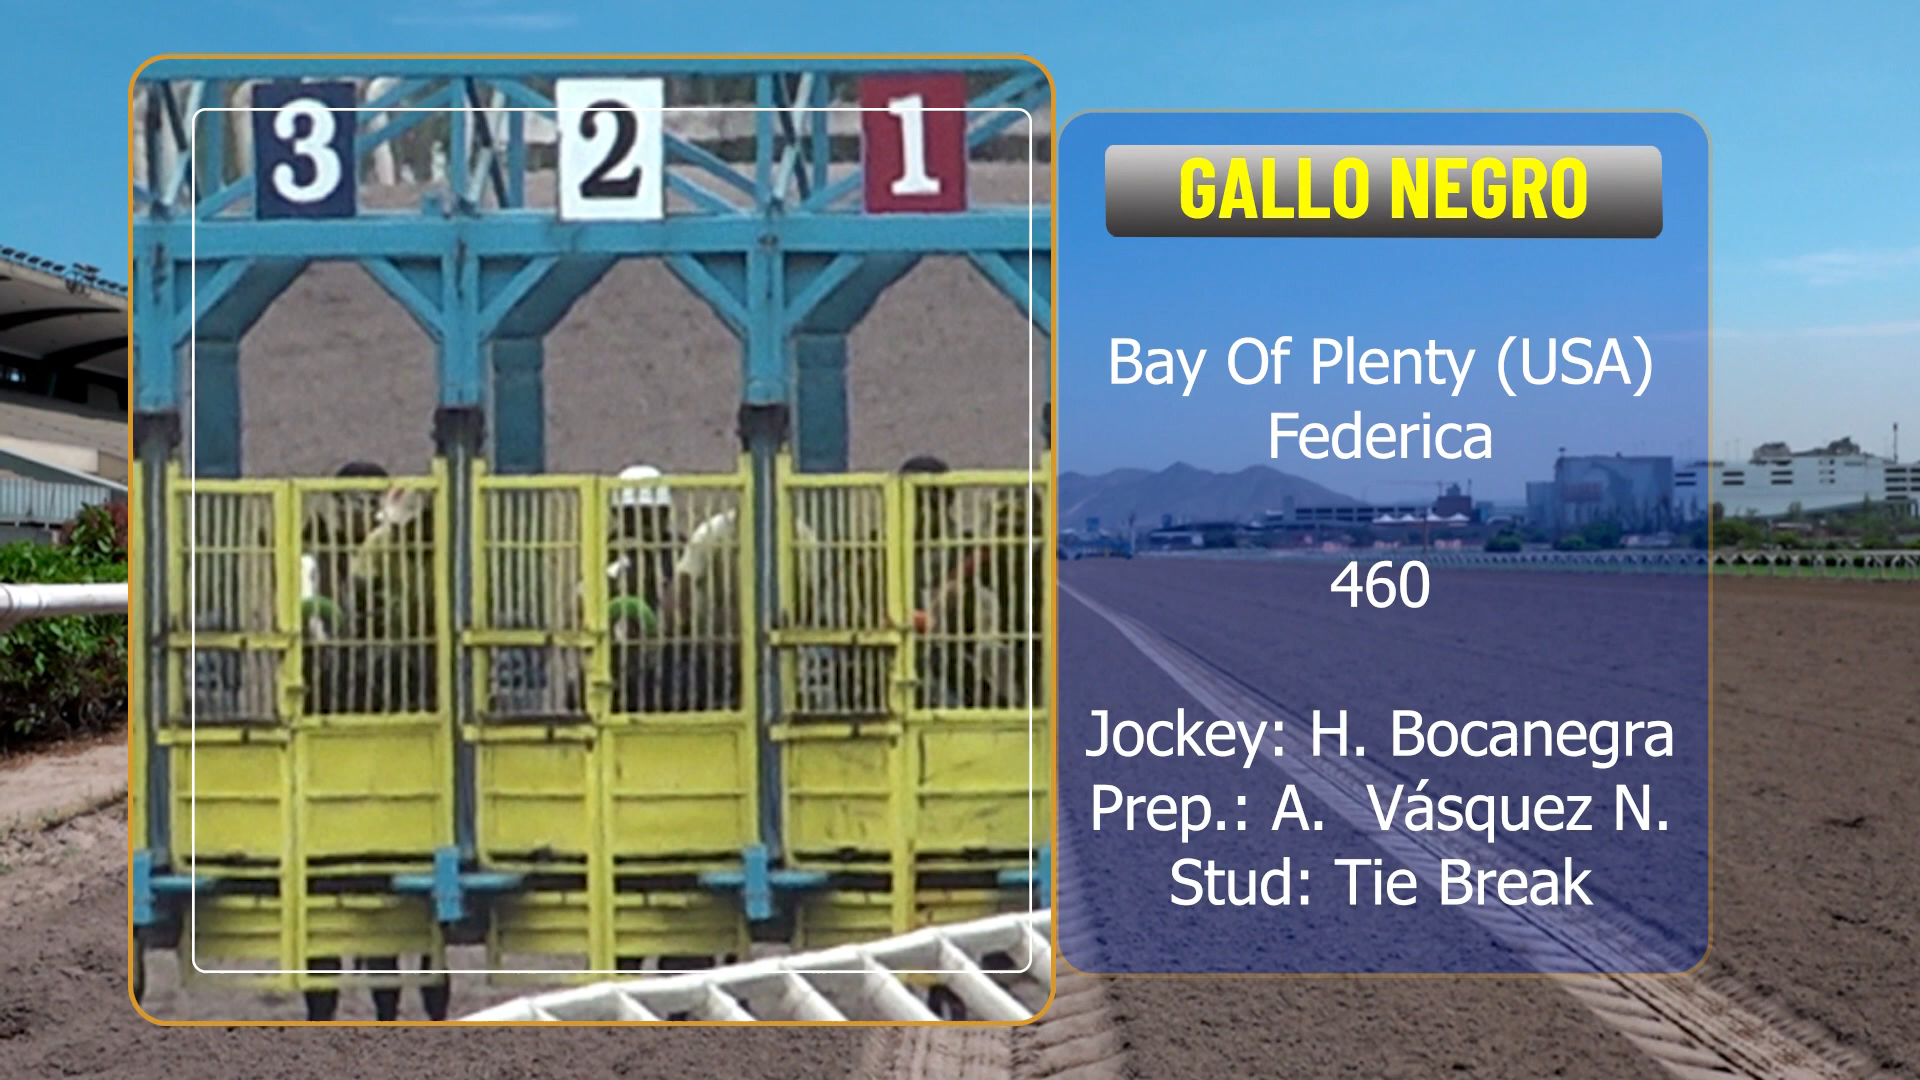 3 2 1
GALLO NEGRO
Bay Of Plenty (USA)
Federica
460
Jockey: H. Bocanegra
Prep.: A.  Vásquez N.
Stud: Tie Break